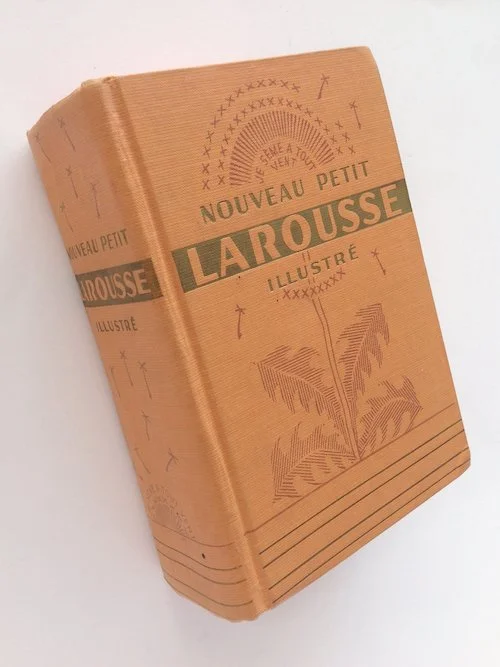 JE SÈME À TOUT
VENT
NOUVEAU PETIT
LAROUSSE
ILLUSTRÉ
NOUVEAU PETIT
LAROUSSE
ILLUSTRÉ